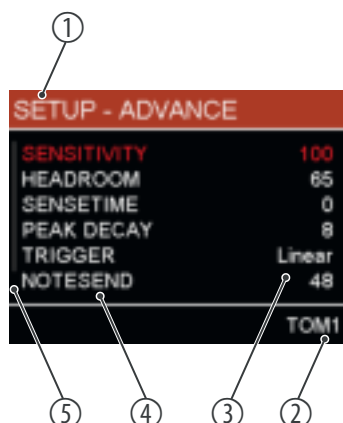 ①
SETUP - ADVANCE
SENSITIVITY 100
HEADROOM 65
SENSETIME 0
PEAK DECAY 8
TRIGGER Linear
NOTESEND 48
TOM1
⑤ ④ ③ ②